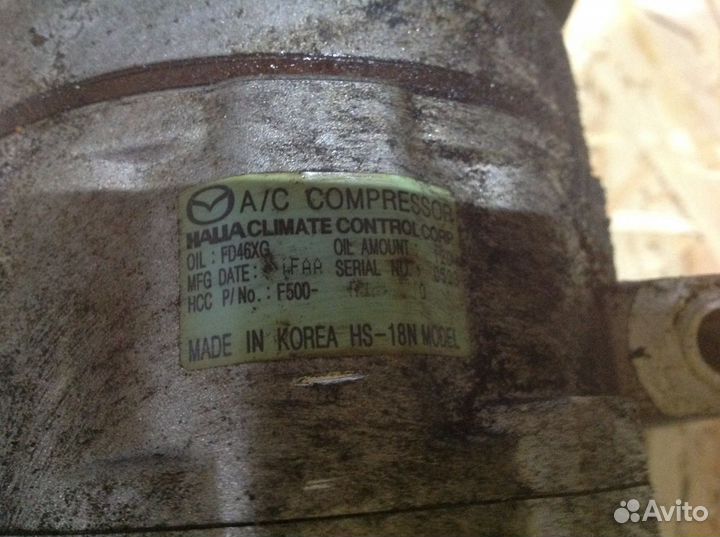 A/C COMPRESSOR
HALLA CLIMATE CONTROL CORP.
OIL : FD46XG OIL AMOUNT :
MFG DATE: FAA SERIAL NO. :
HCC P/No.: F500-
MADE IN KOREA HS-18N MODEL
Avito